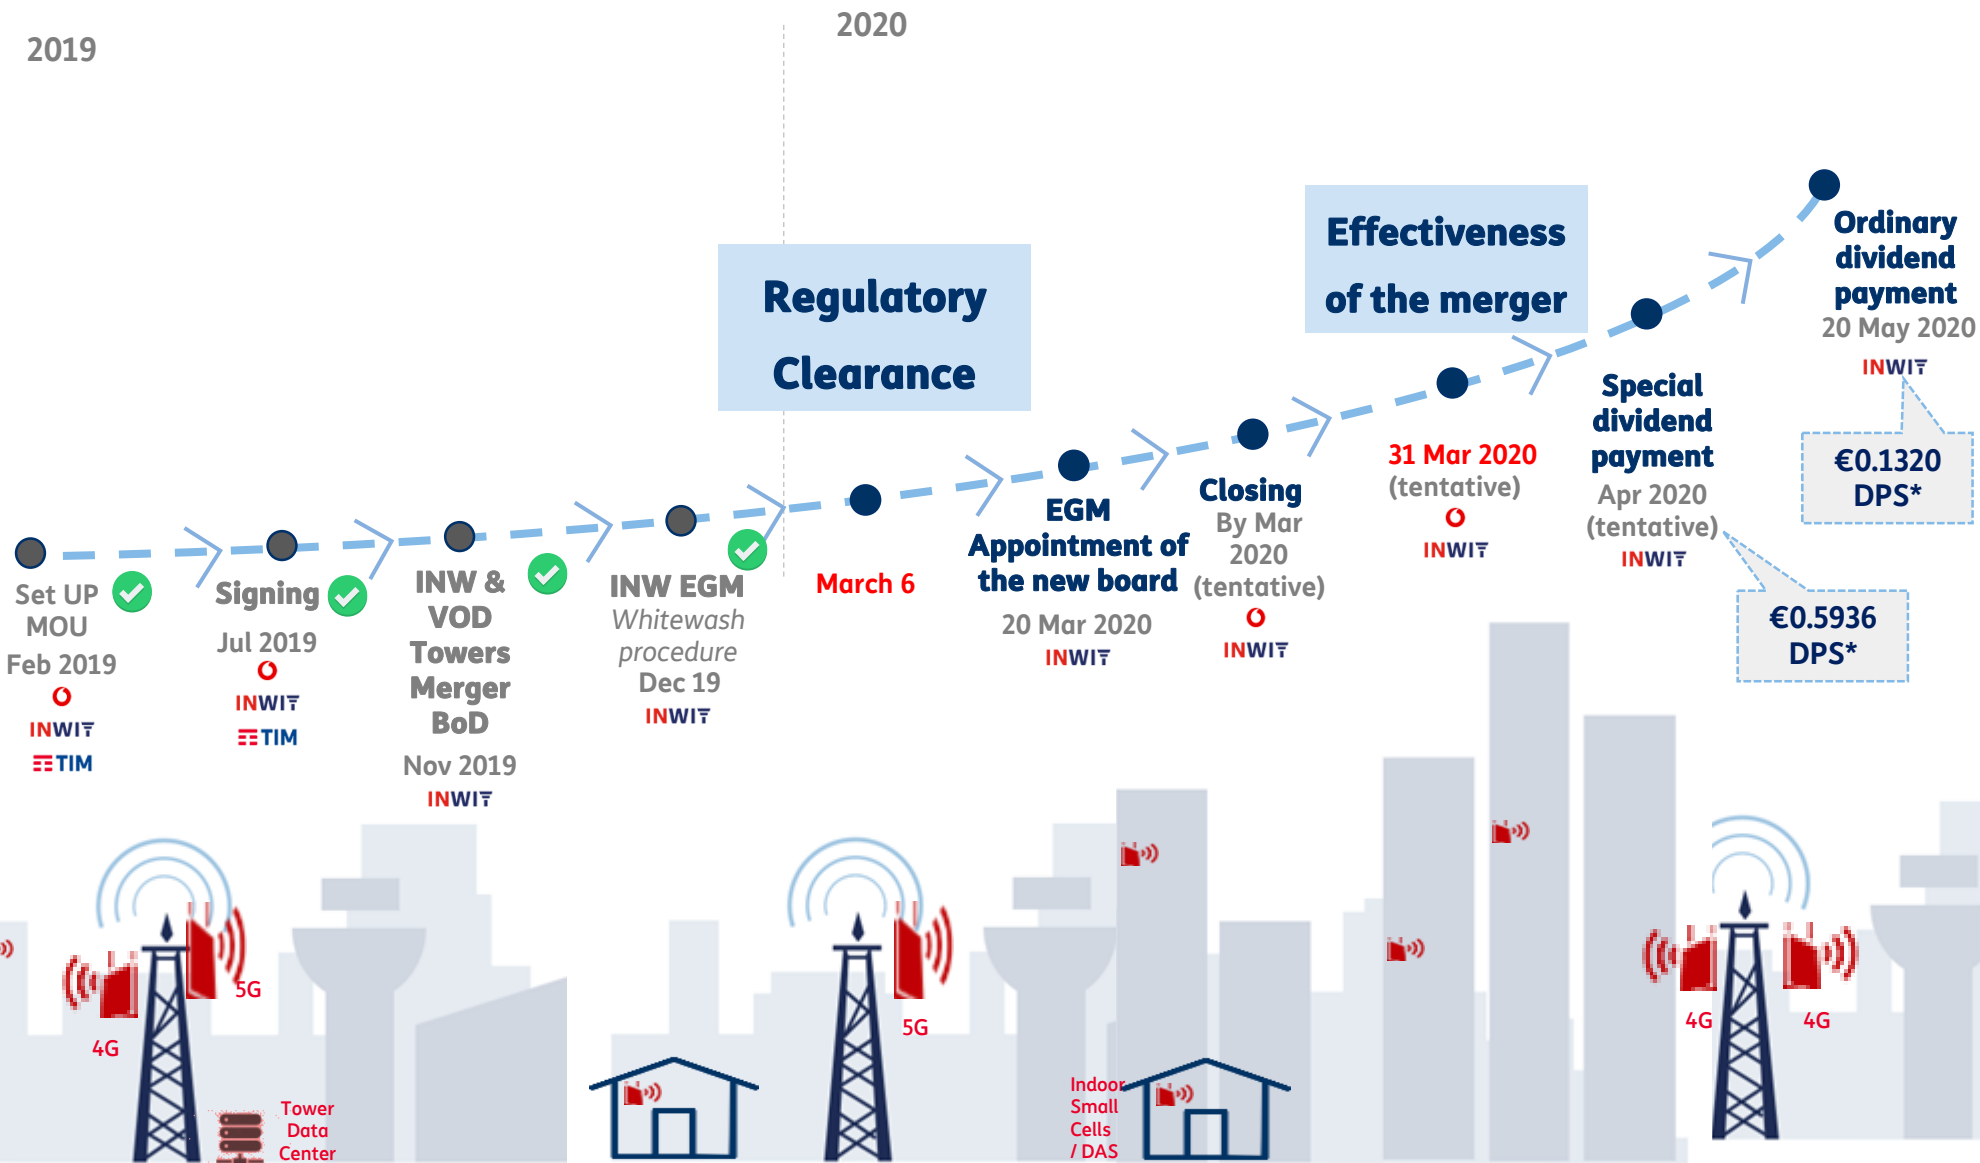 2019
2020
Set UP
MOU
Feb 2019
INWIT
TIM
Signing
Jul 2019
INWIT
TIM
INW &
VOD
Towers
Merger
BoD
Nov 2019
INWIT
INW EGM
Whitewash
procedure
Dec 19
INWIT
Regulatory
Clearance
March 6
EGM
Appointment of
the new board
20 Mar 2020
INWIT
Closing
By Mar
2020
(tentative)
INWIT
Effectiveness
of the merger
31 Mar 2020
(tentative)
INWIT
Special
dividend
payment
Apr 2020
(tentative)
INWIT
€0.5936
DPS*
Ordinary
dividend
payment
20 May 2020
INWIT
€0.1320
DPS*
4G
5G
Tower
Data
Center
5G
Indoor
Small
Cells
/ DAS
4G
4G